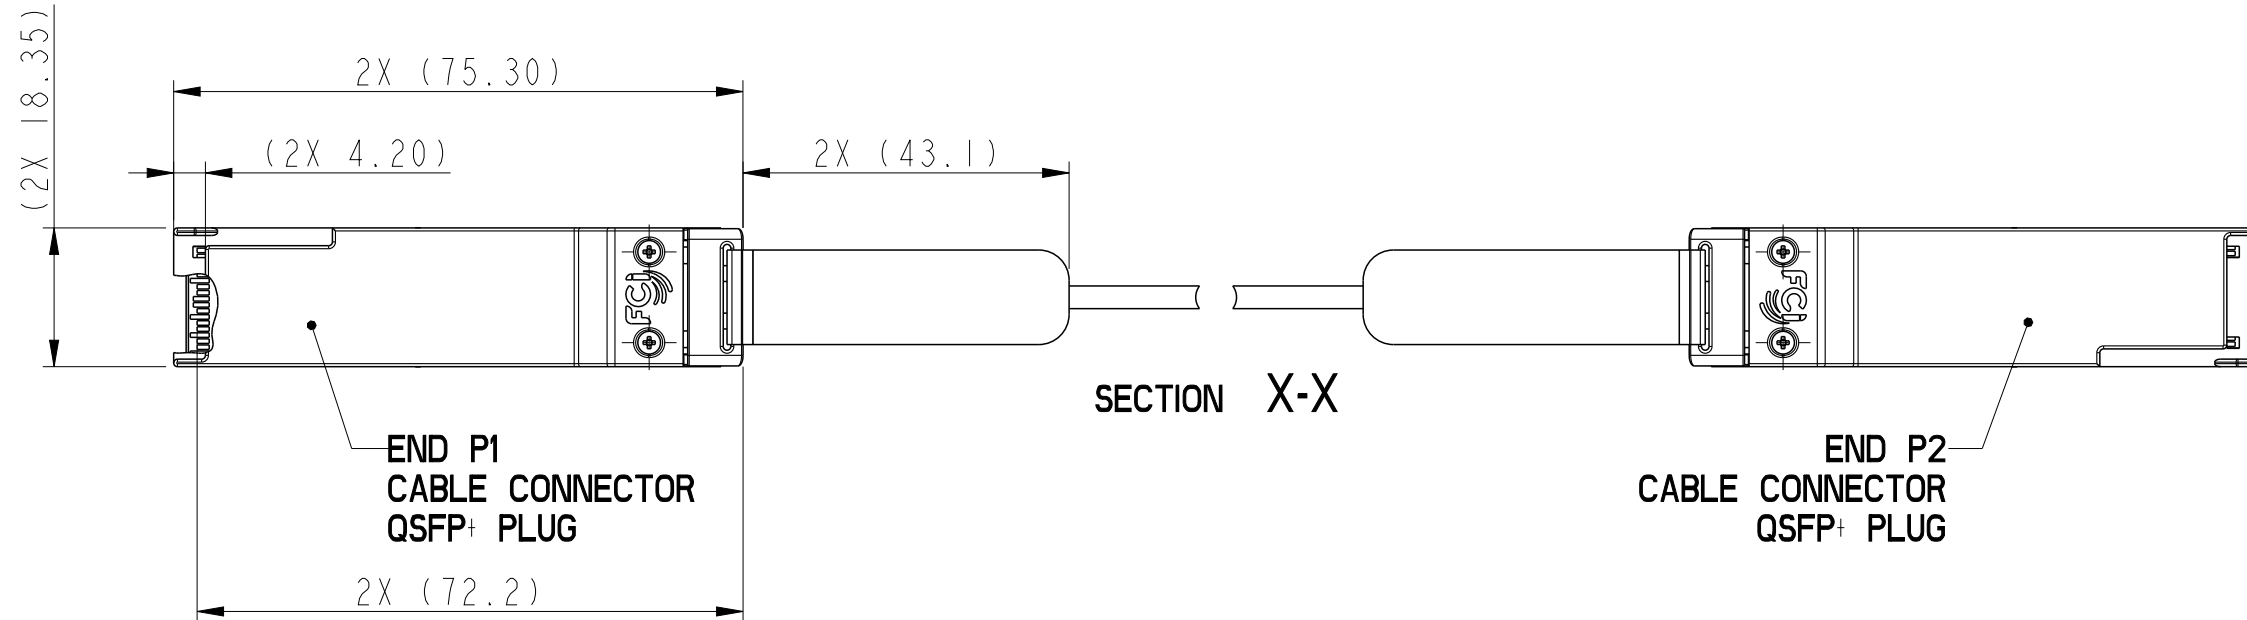 (2X 18.35)
2X (75.30)
(2X 4.20)
2X (43.1)
FCI
FCI
SECTION X-X
END P1
CABLE CONNECTOR
QSFP+ PLUG
END P2
CABLE CONNECTOR
QSFP+ PLUG
2X (72.2)